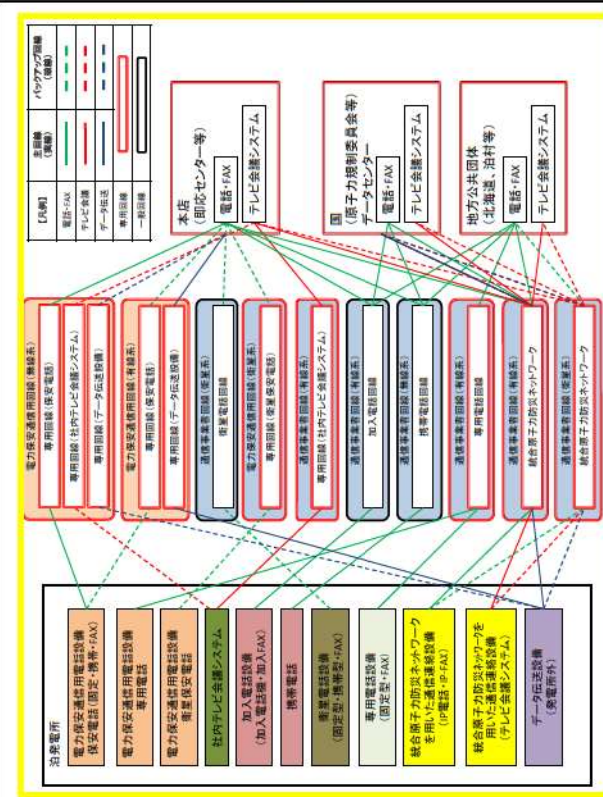 【凡例】
主回線
(実線)
バックアップ回線
(破線)
電話・FAX
テレビ会議
データ伝送
専用回線
一般回線
泊発電所
電力保安通信用電話設備
保安電話(固定・携帯・FAX)
電力保安通信用電話設備
専用電話
電力保安通信用電話設備
衛星保安電話
社内テレビ会議システム
加入電話設備
(加入電話機・加入FAX)
携帯電話
衛星電話設備
(固定型・携帯型・FAX)
専用電話設備
(固定型・FAX)
統合原子力防災ネットワーク
を用いた通信連絡設備
(IP電話・IP-FAX)
統合原子力防災ネットワークを
用いた通信連絡設備
(テレビ会議システム)
データ伝送設備
(発電所外)
電力保安通信用回線(無線系)
専用回線(保安電話)
専用回線(社内テレビ会議システム)
専用回線(データ伝送設備)
電力保安通信用回線(有線系)
専用回線(保安電話)
専用回線(データ伝送設備)
通信事業者回線(衛星系)
衛星電話回線
電力保安通信用回線(衛星系)
専用回線(衛星保安電話)
通信事業者回線(有線系)
専用回線(社内テレビ会議システム)
通信事業者回線(有線系)
加入電話回線
通信事業者回線(無線系)
携帯電話回線
通信事業者回線(有線系)
専用電話回線
通信事業者回線(有線系)
統合原子力防災ネットワーク
通信事業者回線(衛星系)
統合原子力防災ネットワーク
本店
(即応センター等)
電話・FAX
テレビ会議システム
国
(原子力規制委員会等)
データセンター
電話・FAX
テレビ会議システム
地方公共団体
(北海道、泊村等)
電話・FAX
テレビ会議システム